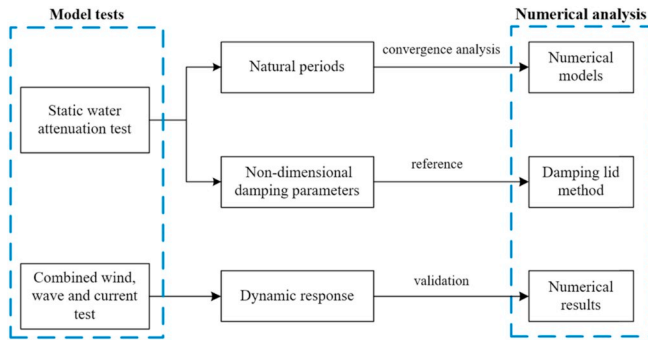 Model tests
Numerical analysis
Static water
attenuation test
Natural periods
convergence analysis
Numerical
models
Non-dimensional
damping parameters
reference
Damping lid
method
Combined wind,
wave and current
test
Dynamic response
validation
Numerical
results